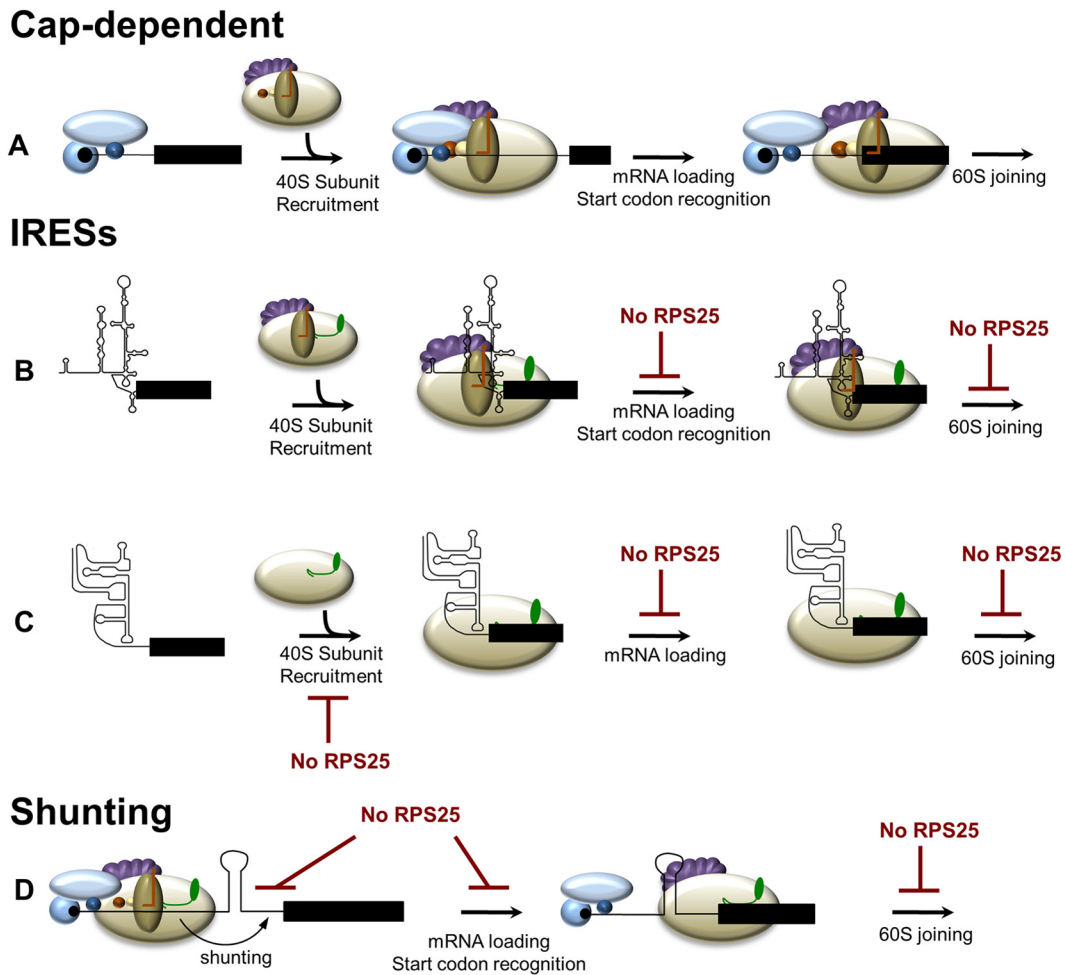 Cap-dependent
A
40S Subunit
Recruitment
mRNA loading
Start codon recognition
60S joining
IRESs
B
40S Subunit
Recruitment
No RPS25
mRNA loading
Start codon recognition
No RPS25
60S joining
C
40S Subunit
Recruitment
No RPS25
No RPS25
mRNA loading
No RPS25
60S joining
Shunting
D
shunting
No RPS25
mRNA loading
Start codon recognition
No RPS25
60S joining